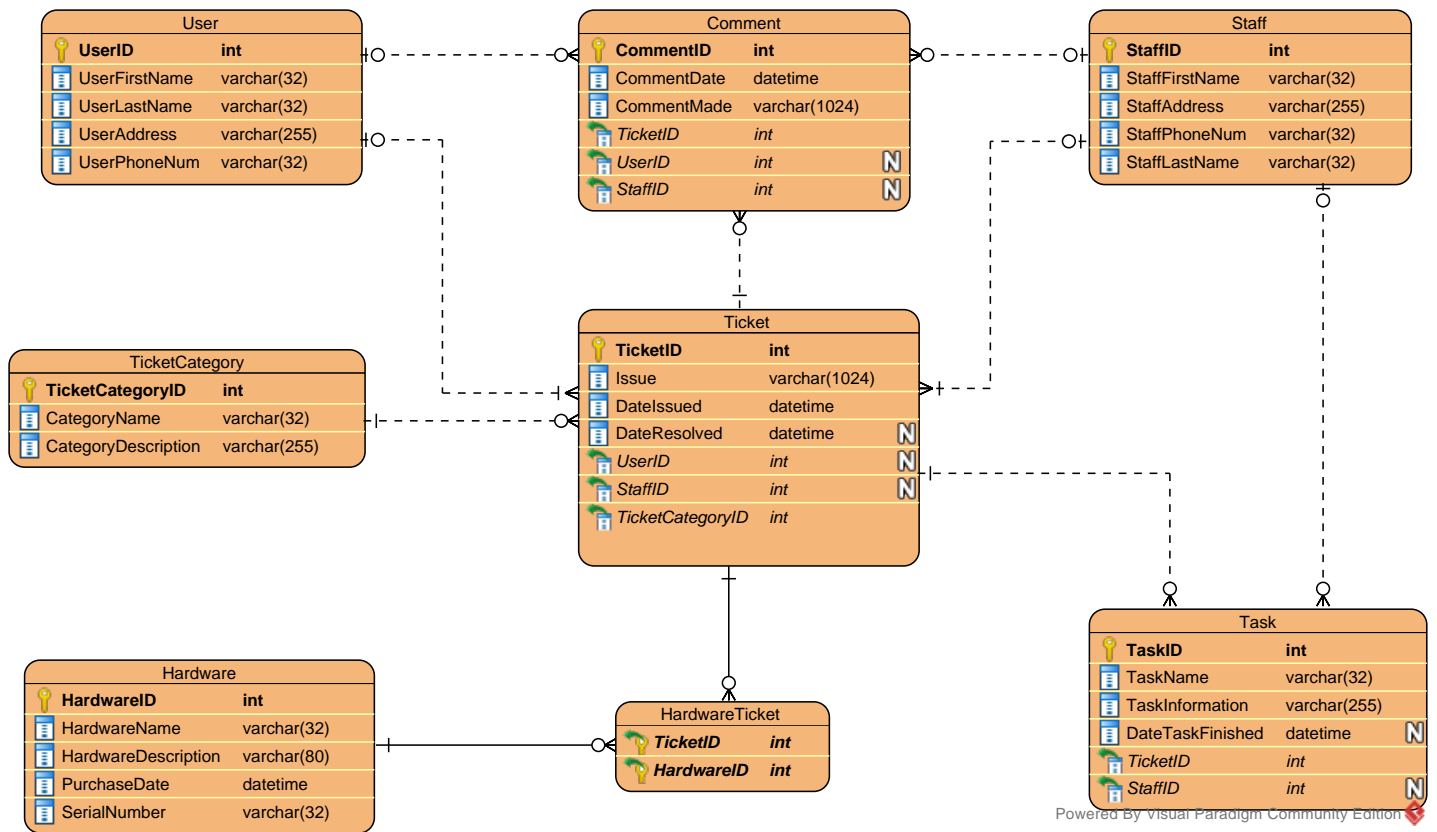 User
UserID int
UserFirstName varchar(32)
UserLastName varchar(32)
UserAddress varchar(255)
UserPhoneNum varchar(32)
Comment
CommentID int
CommentDate datetime
CommentMade varchar(1024)
TicketID int
UserID int N
StaffID int N
Staff
StaffID int
StaffFirstName varchar(32)
StaffAddress varchar(255)
StaffPhoneNum varchar(32)
StaffLastName varchar(32)
TicketCategory
TicketCategoryID int
CategoryName varchar(32)
CategoryDescription varchar(255)
Ticket
TicketID int
Issue varchar(1024)
DateIssued datetime
DateResolved datetime N
UserID int N
StaffID int N
TicketCategoryID int
Hardware
HardwareID int
HardwareName varchar(32)
HardwareDescription varchar(80)
PurchaseDate datetime
SerialNumber varchar(32)
HardwareTicket
TicketID int
HardwareID int
Task
TaskID int
TaskName varchar(32)
TaskInformation varchar(255)
DateTaskFinished datetime N
TicketID int
StaffID int N
Powered By Visual Paradigm Community Edition